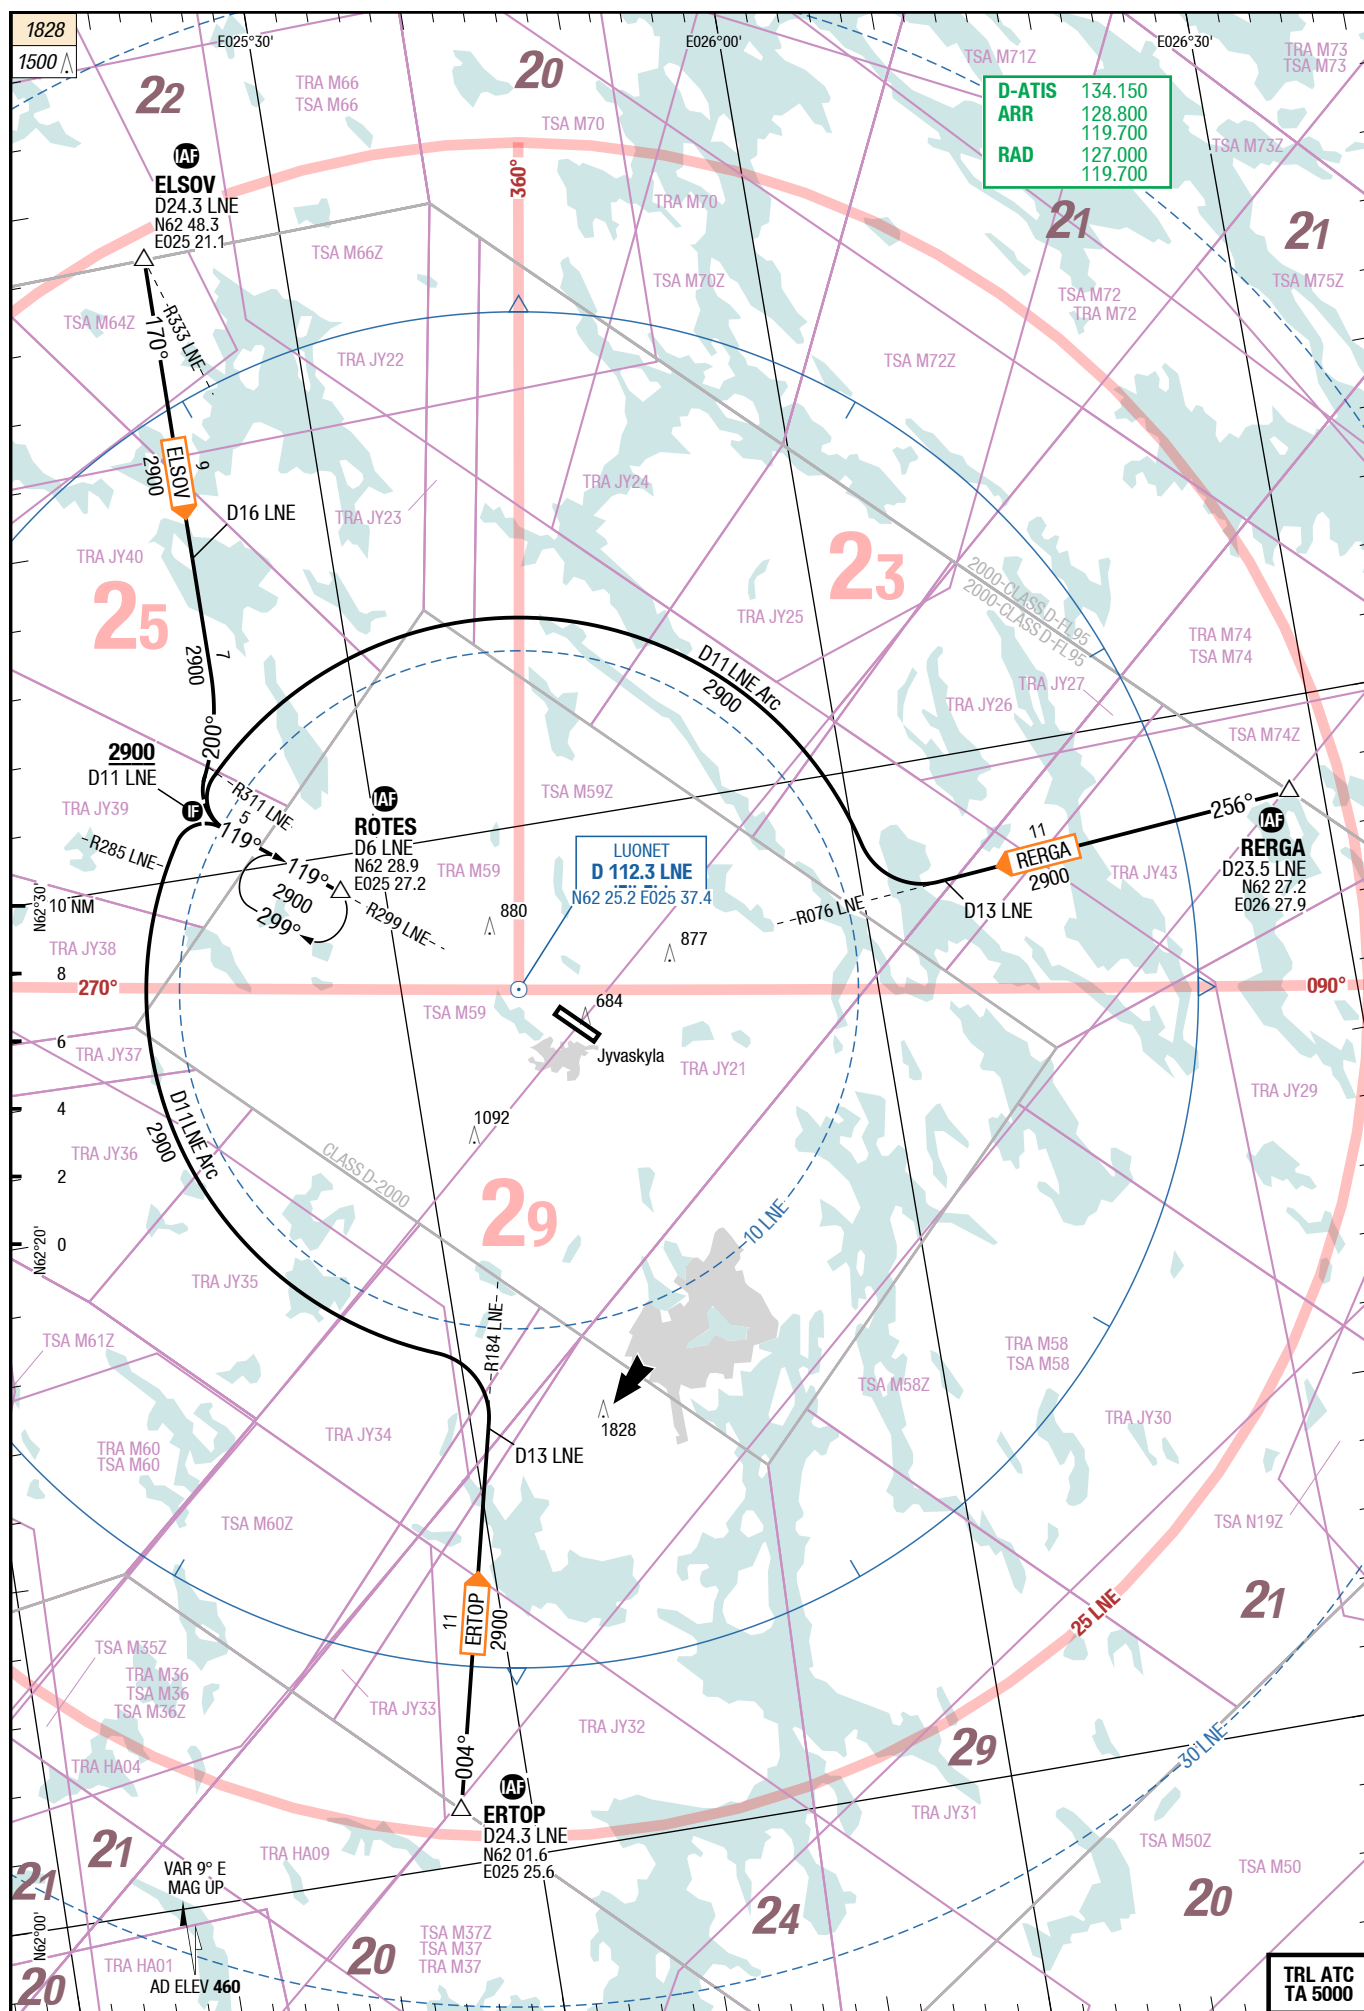 1828
1500
E025°30'
E026°00'
E026°30'
22
20
TRA M66
TSA M66
TSA M70
TSA M71Z
TRA M73
TSA M73
D-ATIS 134.150
ARR 128.800
119.700
RAD 127.000
119.700
TSA M73Z
IAF
ELSOV
D24.3 LNE
N62 48.3
E025 21.1
360°
TRA M70
21
21
TSA M66Z
TSA M70Z
TSA M75Z
TSA M72
TRA M72
TSA M64Z
R333 LNE
170°
TRA JY22
TSA M72Z
ELSOV
9
2900
TRA JY24
TRA JY23
D16 LNE
TRA JY40
25
23
2000-CLASS D-FL95
2000-CLASS D-FL95
TRA JY25
TRA M74
TSA M74
7
2900
D11 LNE Arc
2900
TRA JY27
TRA JY26
TSA M74Z
200°
2900
D11 LNE
IF
TRA JY39
R311 LNE
5
R285 LNE
119°
119°
2900
299°
R299 LNE
IAF
ROTES
D6 LNE
N62 28.9
E025 27.2
TSA M59Z
TRA M59
LUONET
D 112.3 LNE
N62 25.2 E025 37.4
256°
11
RERGA
2900
IAF
RERGA
D23.5 LNE
N62 27.2
E026 27.9
TRA JY43
D13 LNE
R076 LNE
N62°30'
10 NM
880
877
TRA JY38
8
270°
090°
TSA M59
684
Jyvaskyla
6
TRA JY37
TRA JY21
TRA JY29
4
1092
D11 LNE Arc
2900
TRA JY36
2
CLASS D-2000
29
10 LNE
N62°20'
0
TRA JY35
R184 LNE
TSA M61Z
TRA M58
TSA M58
TSA M58Z
1828
TRA JY30
TRA JY34
TRA M60
TSA M60
D13 LNE
TSA M60Z
TSA N19Z
21
25 LNE
11
ERTOP
2900
TSA M35Z
TRA M36
TSA M36
TSA M36Z
TRA JY33
TRA JY32
29
30 LNE
TRA HA04
004°
IAF
ERTOP
D24.3 LNE
N62 01.6
E025 25.6
TRA JY31
TSA M50Z
TSA M50
21
21
TRA HA09
VAR 9° E
MAG UP
24
20
N62°00'
TSA M37Z
TSA M37
TRA M37
20
TRA HA01
20
AD ELEV 460
TRL ATC
TA 5000